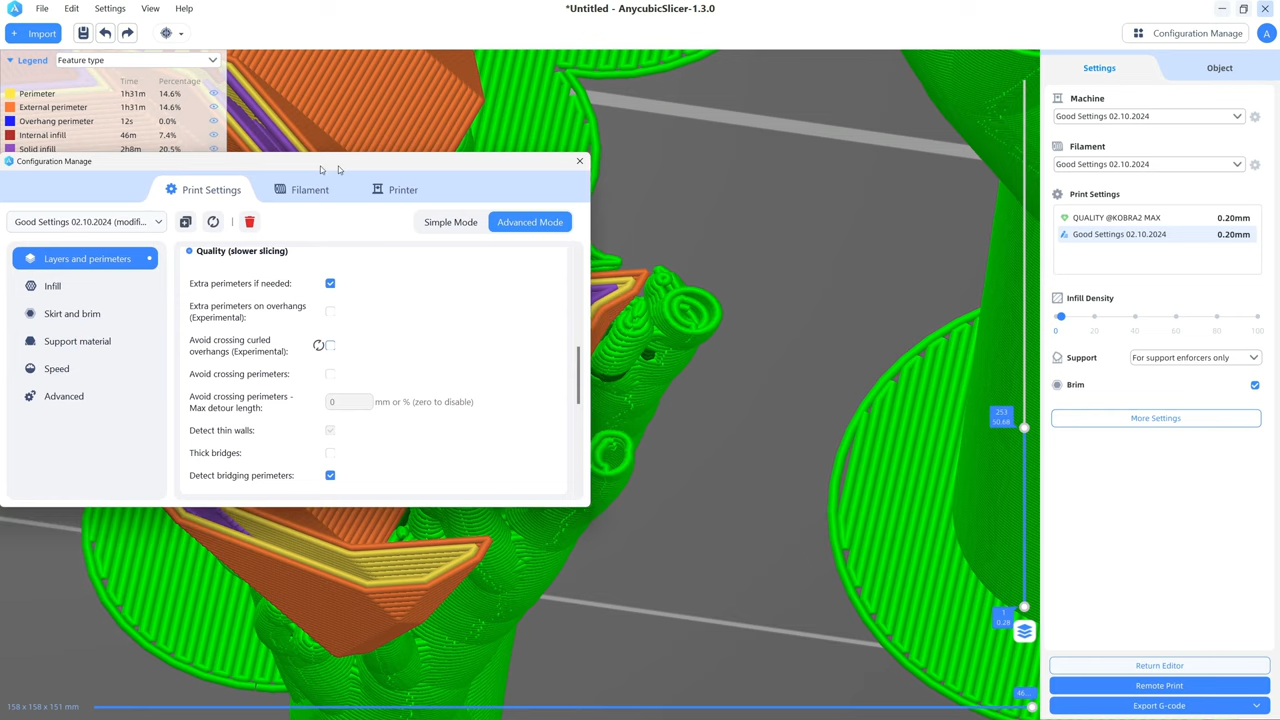 File Edit Settings View Help
*Untitled - AnycubicSlicer-1.3.0
+ Import
Configuration Manage
A
Legend Feature type
Time Percentage
Perimeter 1h31m 14.6%
External perimeter 1h31m 14.6%
Overhang perimeter 12s 0.0%
Internal infill 46m 7.4%
Solid infill 2h8m 20.5%
Configuration Manage
Print Settings Filament Printer
Good Settings 02.10.2024 (modifi...
Simple Mode Advanced Mode
Layers and perimeters
Infill
Skirt and brim
Support material
Speed
Advanced
Quality (slower slicing)
Extra perimeters if needed:
Extra perimeters on overhangs
(Experimental):
Avoid crossing curled
overhangs (Experimental):
Avoid crossing perimeters:
Avoid crossing perimeters -
Max detour length:
0 mm or % (zero to disable)
Detect thin walls:
Thick bridges:
Detect bridging perimeters:
253
50.68
1
0.28
46...
158 x 158 x 151 mm
Settings Object
Machine
Good Settings 02.10.2024
Filament
Good Settings 02.10.2024
Print Settings
QUALITY @KOBRA2 MAX 0.20mm
Good Settings 02.10.2024 0.20mm
Infill Density
0 20 40 60 80 100
Support For support enforcers only
Brim
More Settings
Return Editor
Remote Print
Export G-code